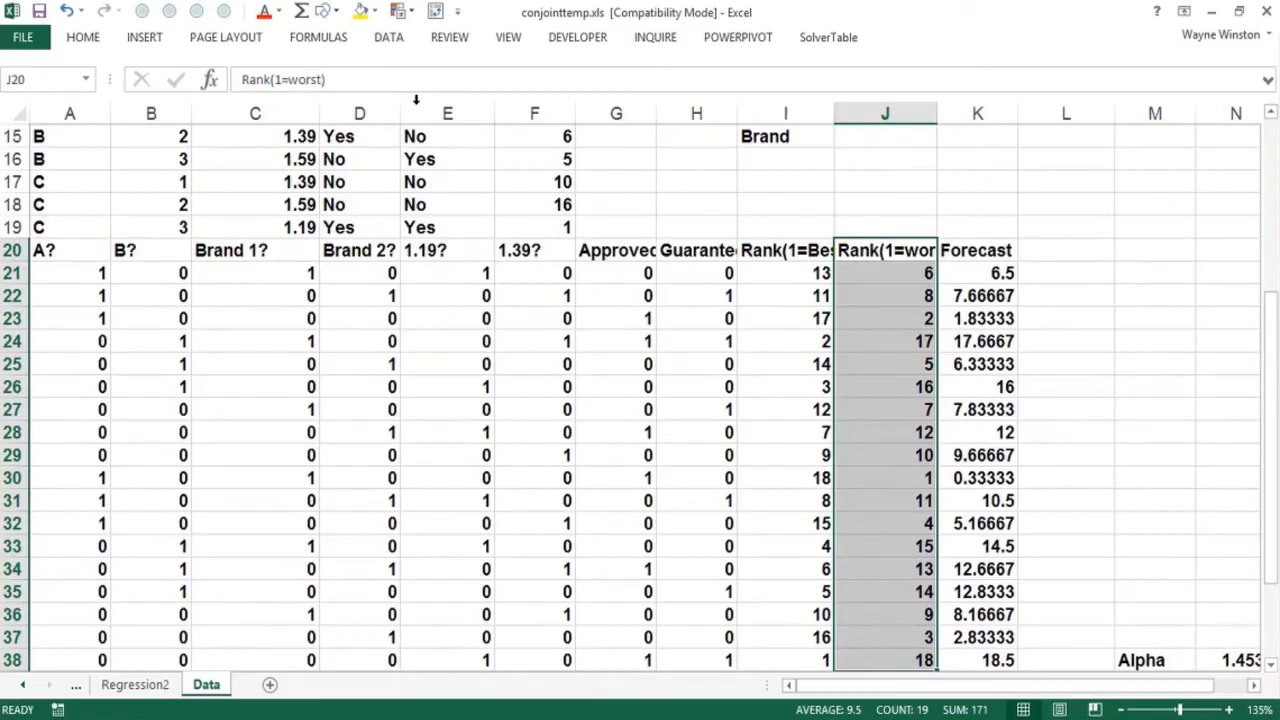 conjointtemp.xls [Compatibility Mode] - Excel
FILE HOME INSERT PAGE LAYOUT FORMULAS DATA REVIEW VIEW DEVELOPER INQUIRE POWERPIVOT SolverTable Wayne Winston
J20 fx Rank(1=worst)
A B C D E F G H I J K L M N
15 B 2 1.39 Yes No 6 Brand
16 B 3 1.59 No Yes 5
17 C 1 1.39 No No 10
18 C 2 1.59 No No 16
19 C 3 1.19 Yes Yes 1
20 A? B? Brand 1? Brand 2? 1.19? 1.39? Approved Guarantee Rank(1=Bes Rank(1=wor Forecast
21 1 0 1 0 1 0 0 0 13 6 6.5
22 1 0 0 1 0 1 0 1 11 8 7.66667
23 1 0 0 0 0 0 1 0 17 2 1.83333
24 0 1 1 0 0 1 1 1 2 17 17.6667
25 0 1 0 1 0 0 0 0 14 5 6.33333
26 0 1 0 0 1 0 0 0 3 16 16
27 0 0 1 0 0 0 0 1 12 7 7.83333
28 0 0 0 1 1 0 1 0 7 12 12
29 0 0 0 0 0 1 0 0 9 10 9.66667
30 1 0 1 0 0 0 1 0 18 1 0.33333
31 1 0 0 1 1 0 0 1 8 11 10.5
32 1 0 0 0 0 1 0 0 15 4 5.16667
33 0 1 1 0 1 0 0 0 4 15 14.5
34 0 1 0 1 0 1 1 0 6 13 12.6667
35 0 1 0 0 0 0 0 1 5 14 12.8333
36 0 0 1 0 0 1 0 0 10 9 8.16667
37 0 0 0 1 0 0 0 0 16 3 2.83333
38 0 0 0 0 1 0 1 1 1 18 18.5 Alpha 1.453
... Regression2 Data
READY AVERAGE: 9.5 COUNT: 19 SUM: 171 135%